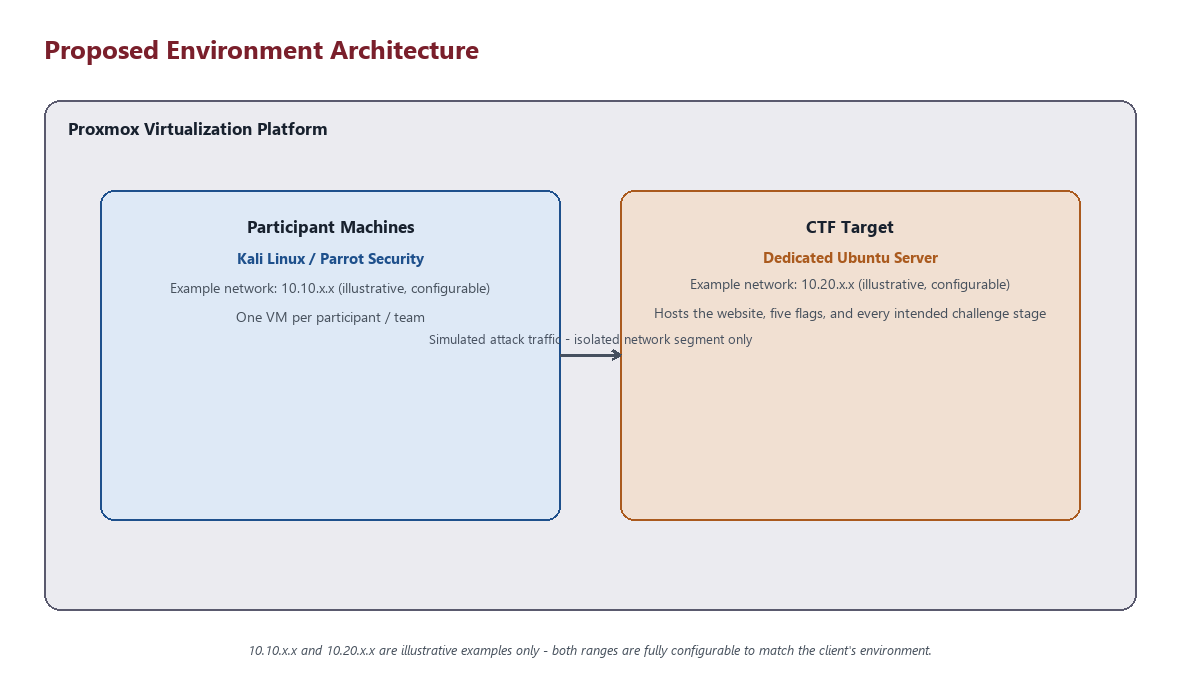 Proposed Environment Architecture
Proxmox Virtualization Platform
Participant Machines
Kali Linux / Parrot Security
Example network: 10.10.x.x (illustrative, configurable)
One VM per participant / team
CTF Target
Dedicated Ubuntu Server
Example network: 10.20.x.x (illustrative, configurable)
Hosts the website, five flags, and every intended challenge stage
Simulated attack traffic - isolated network segment only
10.10.x.x and 10.20.x.x are illustrative examples only - both ranges are fully configurable to match the client's environment.